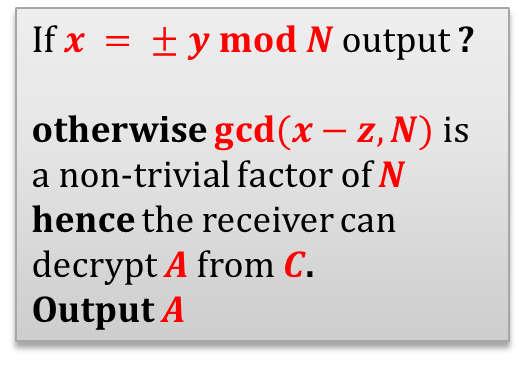 If x = ± y mod N output ?
otherwise gcd(x − z, N) is
a non-trivial factor of N
hence the receiver can
decrypt A from C.
Output A